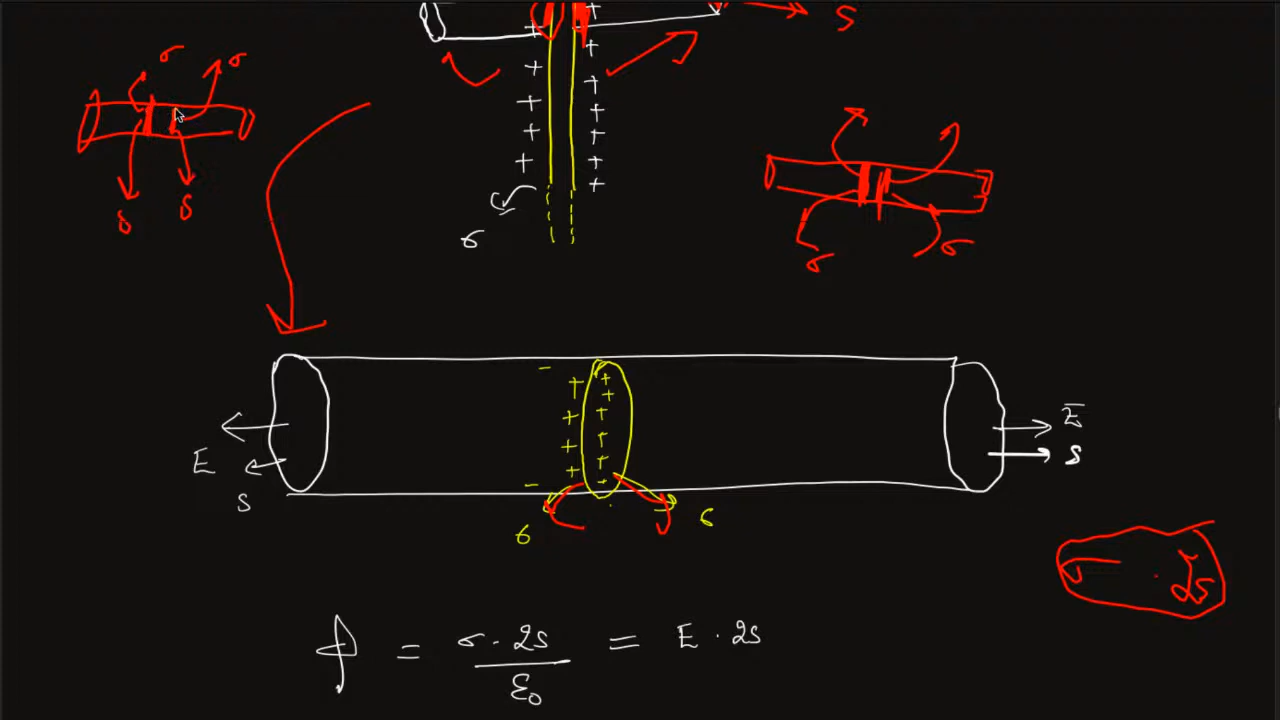 S
σ σ
S S
σ
σ σ
E S
E S
σ σ
2s
ϕ = σ · 2s / ε₀ = E · 2s